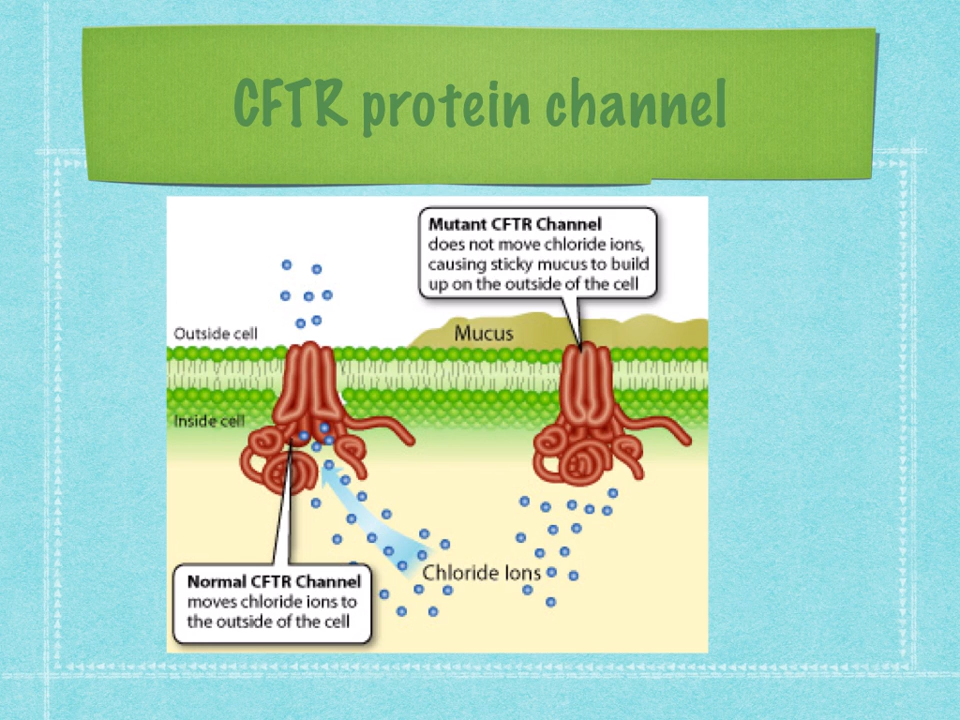 CFTR protein channel
Mutant CFTR Channel
does not move chloride ions,
causing sticky mucus to build
up on the outside of the cell
Outside cell
Mucus
Inside cell
Chloride Ions
Normal CFTR Channel
moves chloride ions to
the outside of the cell